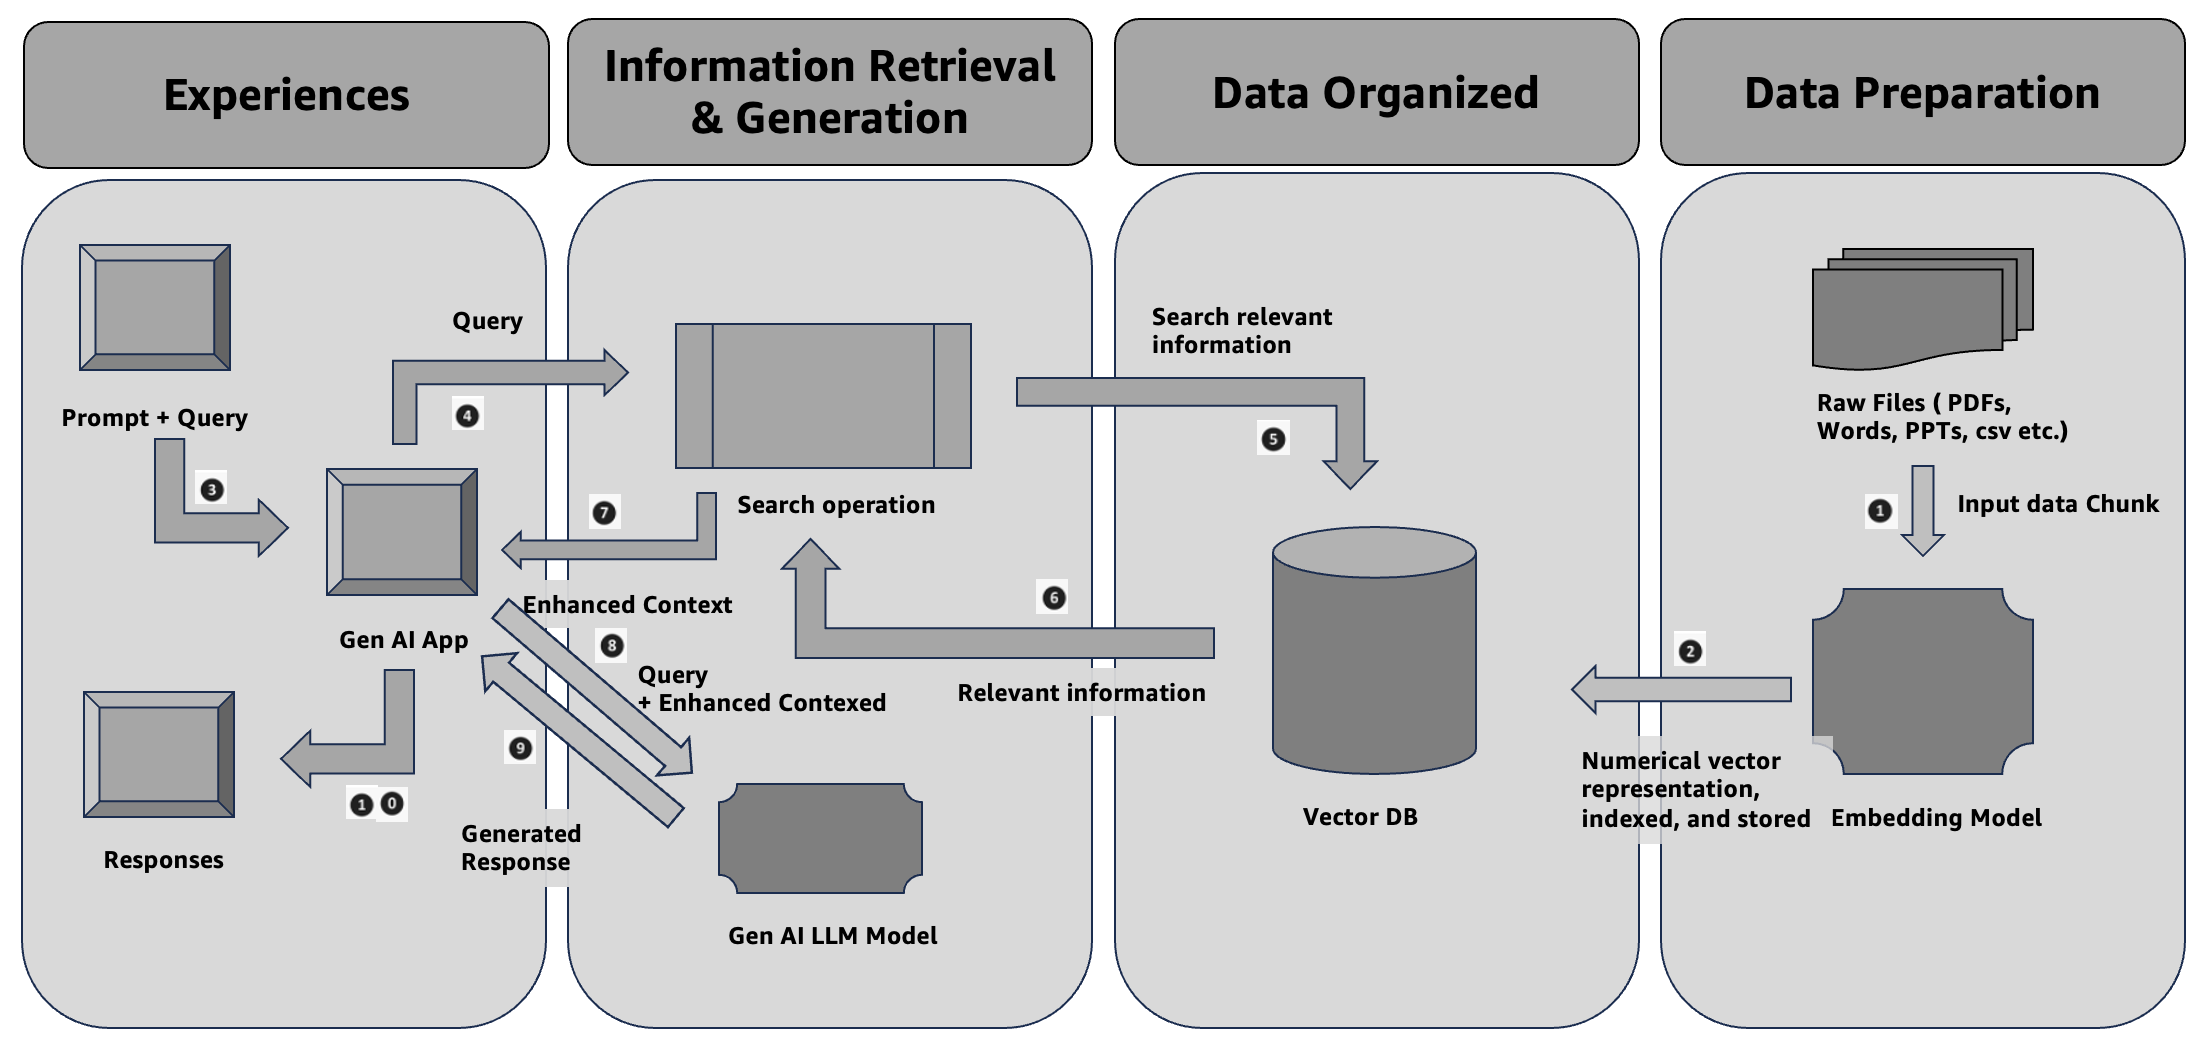 Experiences
Information Retrieval
& Generation
Data Organized
Data Preparation
Prompt + Query
3
Query
4
Gen AI App
Responses
1 0
Search operation
7
Enhanced Context
8
Query
+ Enhanced Contexed
9
Generated
Response
Gen AI LLM Model
Search relevant
information
5
6
Relevant information
Vector DB
Raw Files ( PDFs,
Words, PPTs, csv etc.)
1
Input data Chunk
2
Numerical vector
representation,
indexed, and stored
Embedding Model